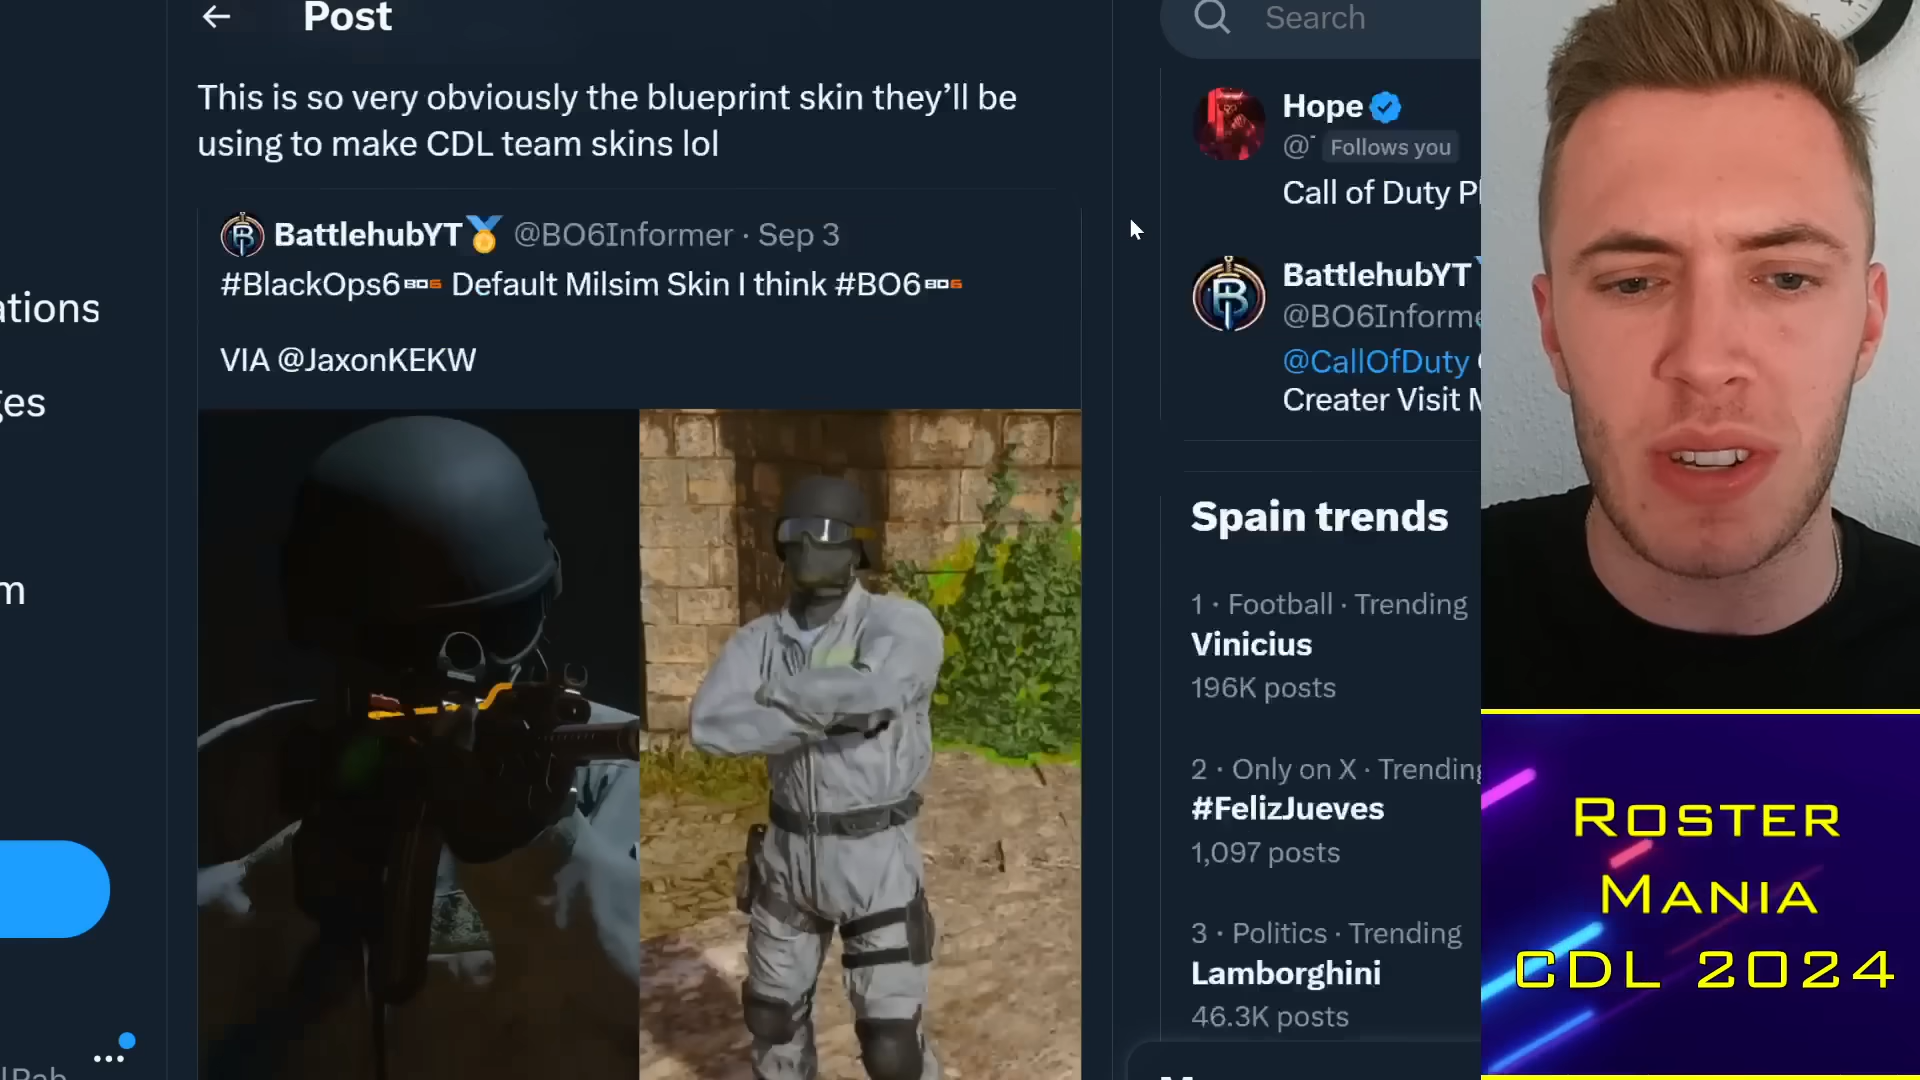 Post
Search
This is so very obviously the blueprint skin they’ll be
using to make CDL team skins lol
BattlehubYT @BO6Informer · Sep 3
#BlackOps6 Default Milsim Skin I think #BO6
VIA @JaxonKEKW
ations
ges
m
Hope
@ Follows you
Call of Duty Pl
BattlehubYT
@BO6Informe
@CallOfDuty
Creater Visit M
Spain trends
1 · Football · Trending
Vinicius
196K posts
2 · Only on X · Trending
#FelizJueves
1,097 posts
3 · Politics · Trending
Lamborghini
46.3K posts
Roster
Mania
CDL 2024